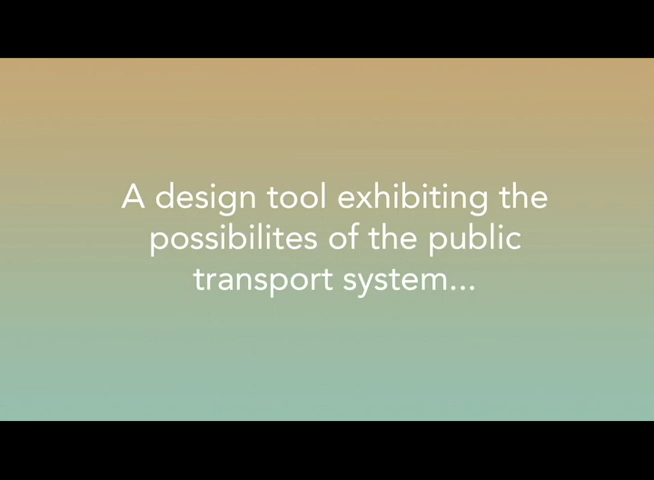 A design tool exhibiting the
possibilites of the public
transport system...